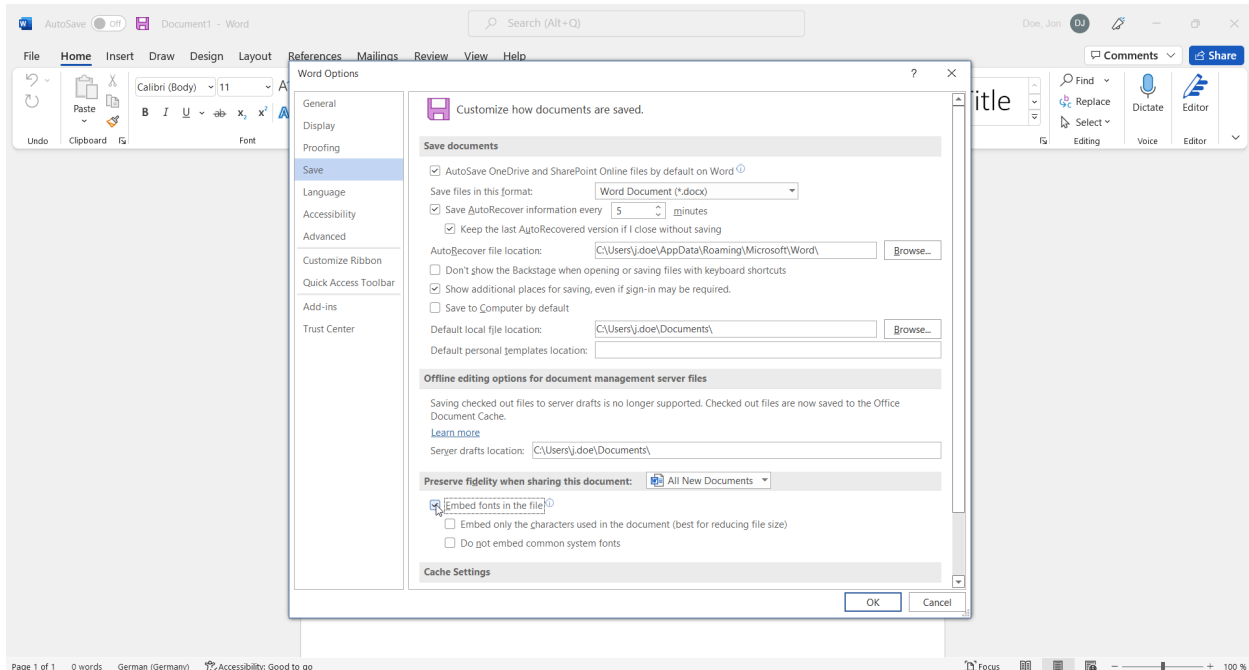 AutoSave Off Document1 - Word Search (Alt+Q) Doe, Jon DJ
File Home Insert Draw Design Layout References Mailings Review View Help Comments Share
Word Options ?
Calibri (Body) 11
Paste
B I U ab x2 x2 A
Undo Clipboard Font
General
Display
Proofing
Save
Language
Accessibility
Advanced
Customize Ribbon
Quick Access Toolbar
Add-ins
Trust Center
Customize how documents are saved.
Save documents
AutoSave OneDrive and SharePoint Online files by default on Word
Save files in this format: Word Document (*.docx)
Save AutoRecover information every 5 minutes
Keep the last AutoRecovered version if I close without saving
AutoRecover file location: C:\Users\j.doe\AppData\Roaming\Microsoft\Word\ Browse...
Don't show the Backstage when opening or saving files with keyboard shortcuts
Show additional places for saving, even if sign-in may be required.
Save to Computer by default
Default local file location: C:\Users\j.doe\Documents\ Browse...
Default personal templates location:
Offline editing options for document management server files
Saving checked out files to server drafts is no longer supported. Checked out files are now saved to the Office
Document Cache.
Learn more
Server drafts location: C:\Users\j.doe\Documents\
Preserve fidelity when sharing this document: All New Documents
Embed fonts in the file
Embed only the characters used in the document (best for reducing file size)
Do not embed common system fonts
Cache Settings
OK Cancel
itle
Find
Replace
Select
Dictate
Editor
Editing Voice Editor
Page 1 of 1 0 words German (Germany) Accessibility: Good to go Focus 100 %